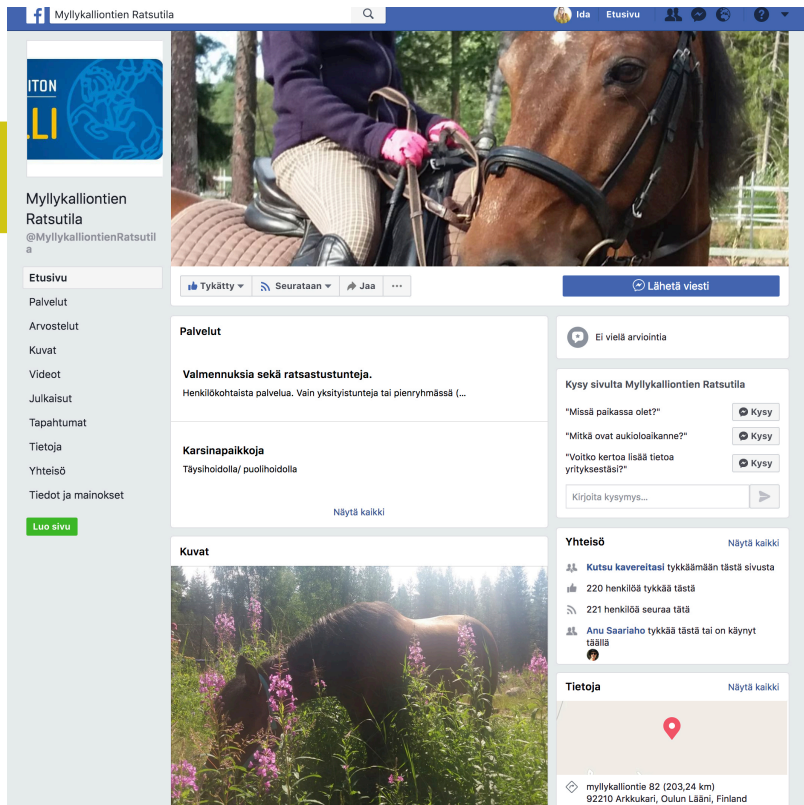 Myllykalliontien Ratsutila
Ida
Etusivu
ITON
LLI
Myllykalliontien
Ratsutila
@MyllykalliontienRatsutil
a
Etusivu
Palvelut
Arvostelut
Kuvat
Videot
Julkaisut
Tapahtumat
Tietoja
Yhteisö
Tiedot ja mainokset
Luo sivu
Tykätty
Seurataan
Jaa
Lähetä viesti
Palvelut
Valmennuksia sekä ratsastustunteja.
Henkilökohtaista palvelua. Vain yksityistunteja tai pienryhmässä (...
Karsinapaikkoja
Täysihoidolla/ puolihoidolla
Näytä kaikki
Kuvat
Ei vielä arviointia
Kysy sivulta Myllykalliontien Ratsutila
"Missä paikassa olet?" Kysy
"Mitkä ovat aukioloaikanne?" Kysy
"Voitko kertoa lisää tietoa
yrityksestäsi?" Kysy
Kirjoita kysymys...
Yhteisö Näytä kaikki
Kutsu kavereitasi tykkäämään tästä sivusta
220 henkilöä tykkää tästä
221 henkilöä seuraa tätä
Anu Saariaho tykkää tästä tai on käynyt
täällä
Tietoja Näytä kaikki
myllykalliontie 82 (203,24 km)
92210 Arkkukari, Oulun Lääni, Finland